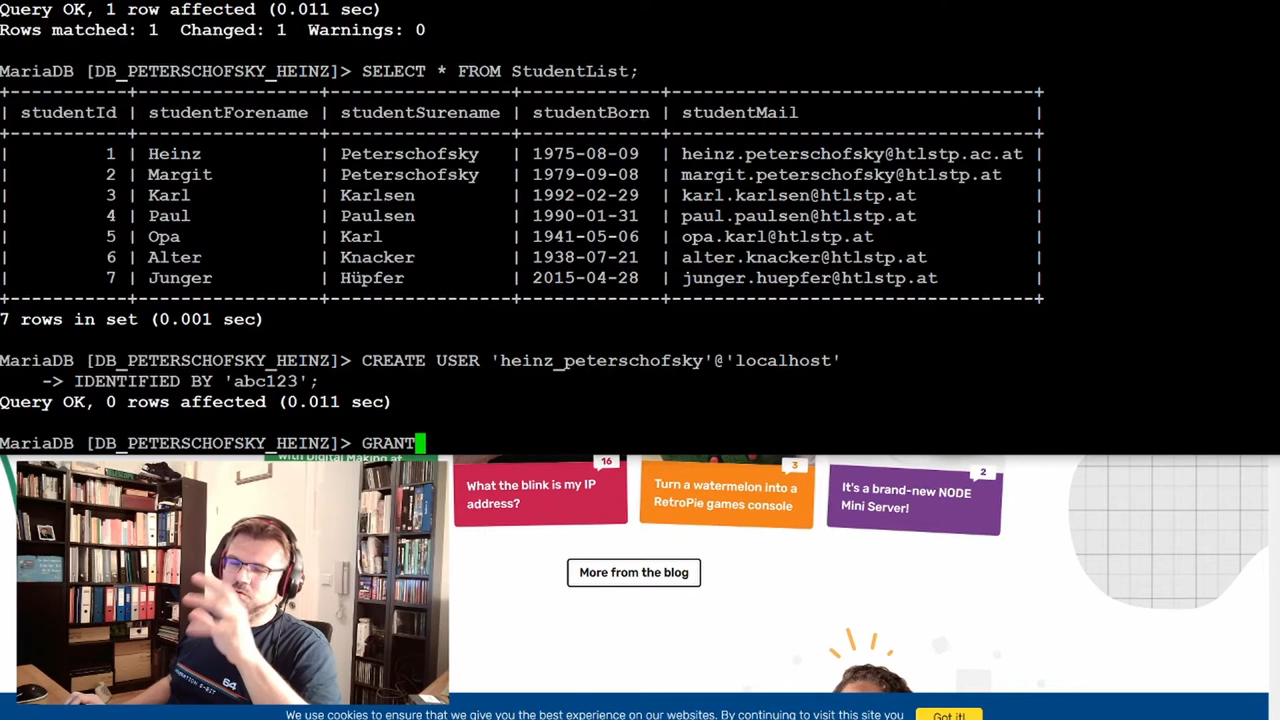 Query OK, 1 row affected (0.011 sec)
Rows matched: 1  Changed: 1  Warnings: 0
MariaDB [DB_PETERSCHOFSKY_HEINZ]> SELECT * FROM StudentList;
+-----------+-----------------+-----------------+-------------+----------------------------------+
| studentId | studentForename | studentSurename | studentBorn | studentMail                      |
+-----------+-----------------+-----------------+-------------+----------------------------------+
|         1 | Heinz           | Peterschofsky   | 1975-08-09  | heinz.peterschofsky@htlstp.ac.at |
|         2 | Margit          | Peterschofsky   | 1979-09-08  | margit.peterschofsky@htlstp.at   |
|         3 | Karl            | Karlsen         | 1992-02-29  | karl.karlsen@htlstp.at           |
|         4 | Paul            | Paulsen         | 1990-01-31  | paul.paulsen@htlstp.at           |
|         5 | Opa             | Karl            | 1941-05-06  | opa.karl@htlstp.at               |
|         6 | Alter           | Knacker         | 1938-07-21  | alter.knacker@htlstp.at          |
|         7 | Junger          | Hüpfer          | 2015-04-28  | junger.huepfer@htlstp.at         |
+-----------+-----------------+-----------------+-------------+----------------------------------+
7 rows in set (0.001 sec)
MariaDB [DB_PETERSCHOFSKY_HEINZ]> CREATE USER 'heinz_peterschofsky'@'localhost'
    -> IDENTIFIED BY 'abc123';
Query OK, 0 rows affected (0.011 sec)
MariaDB [DB_PETERSCHOFSKY_HEINZ]> GRANT
with Digital Making at
16
What the blink is my IP
address?
3
Turn a watermelon into a
RetroPie games console
2
It's a brand-new NODE
Mini Server!
More from the blog
64
We use cookies to ensure that we give you the best experience on our websites. By continuing to visit this site you
Got it!